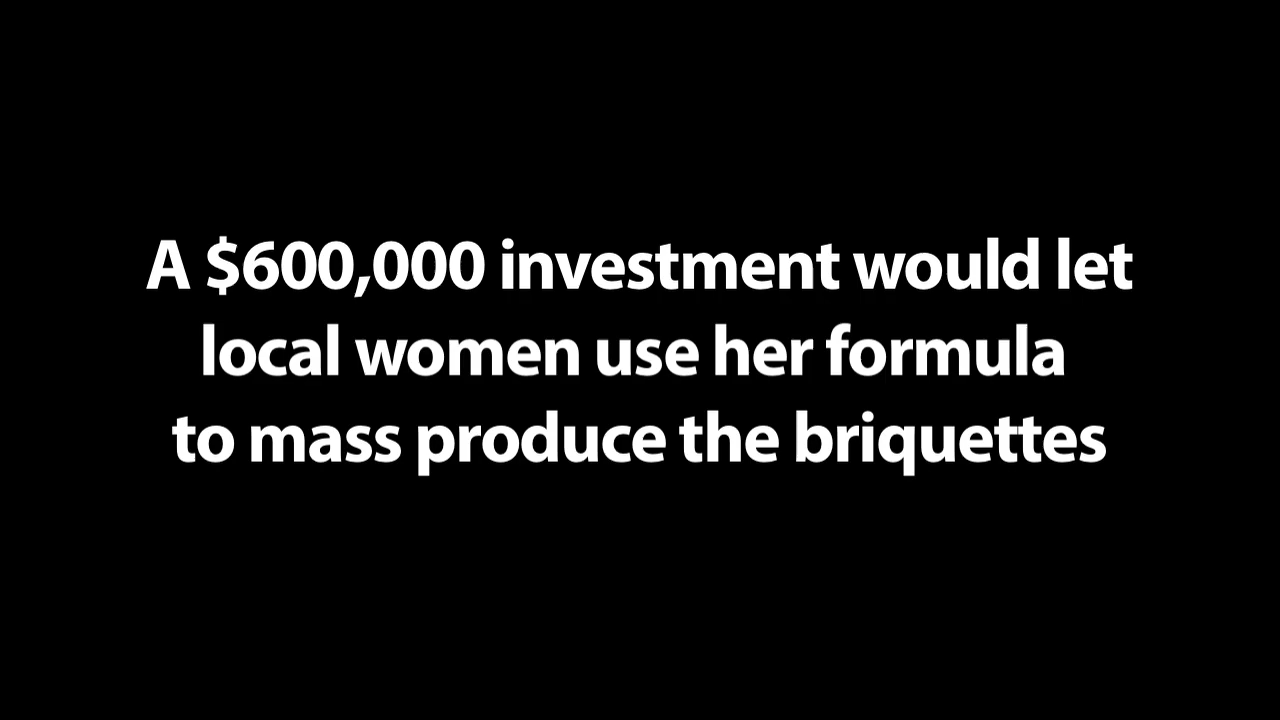 A $600,000 investment would let
local women use her formula
to mass produce the briquettes